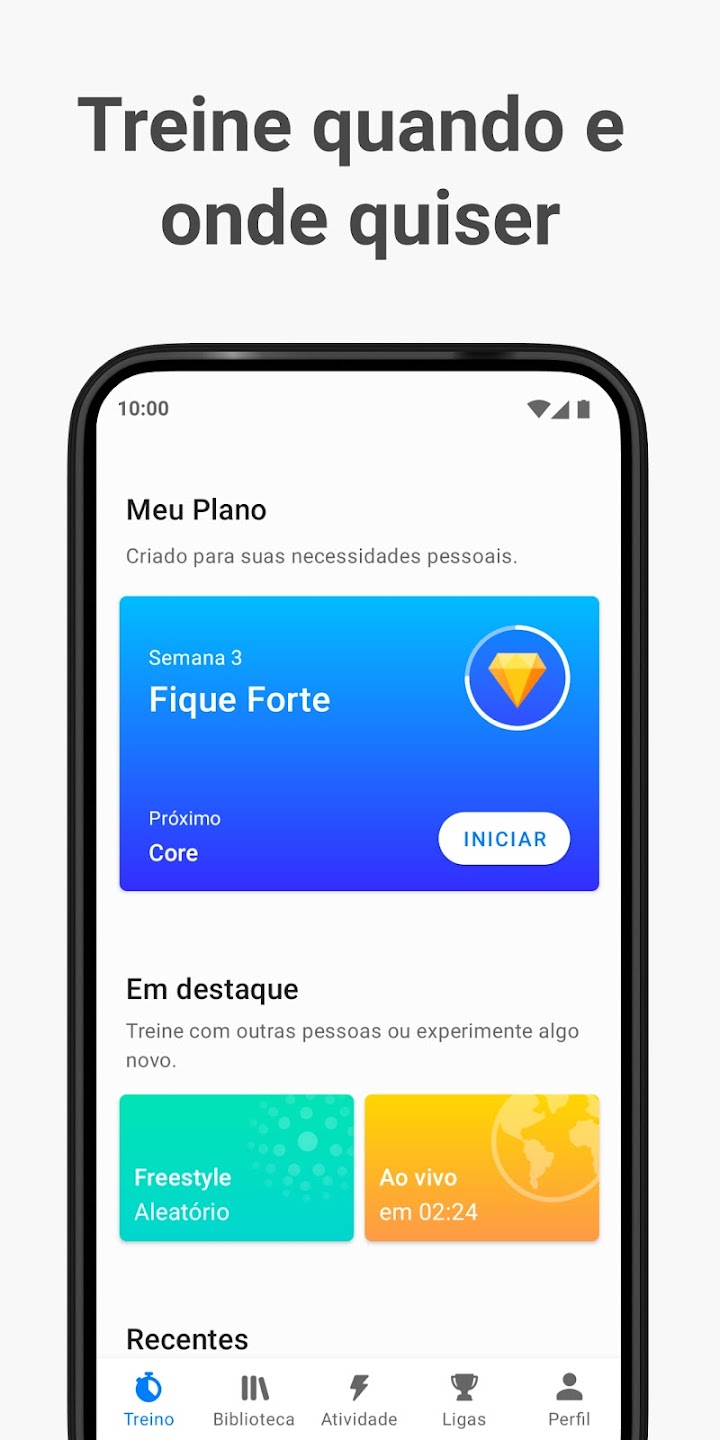 Treine quando e
onde quiser
10:00
Meu Plano
Criado para suas necessidades pessoais.
Semana 3
Fique Forte
Próximo
Core
INICIAR
Em destaque
Treine com outras pessoas ou experimente algo
novo.
Freestyle
Aleatório
Ao vivo
em 02:24
Recentes
Treino
Biblioteca
Atividade
Ligas
Perfil